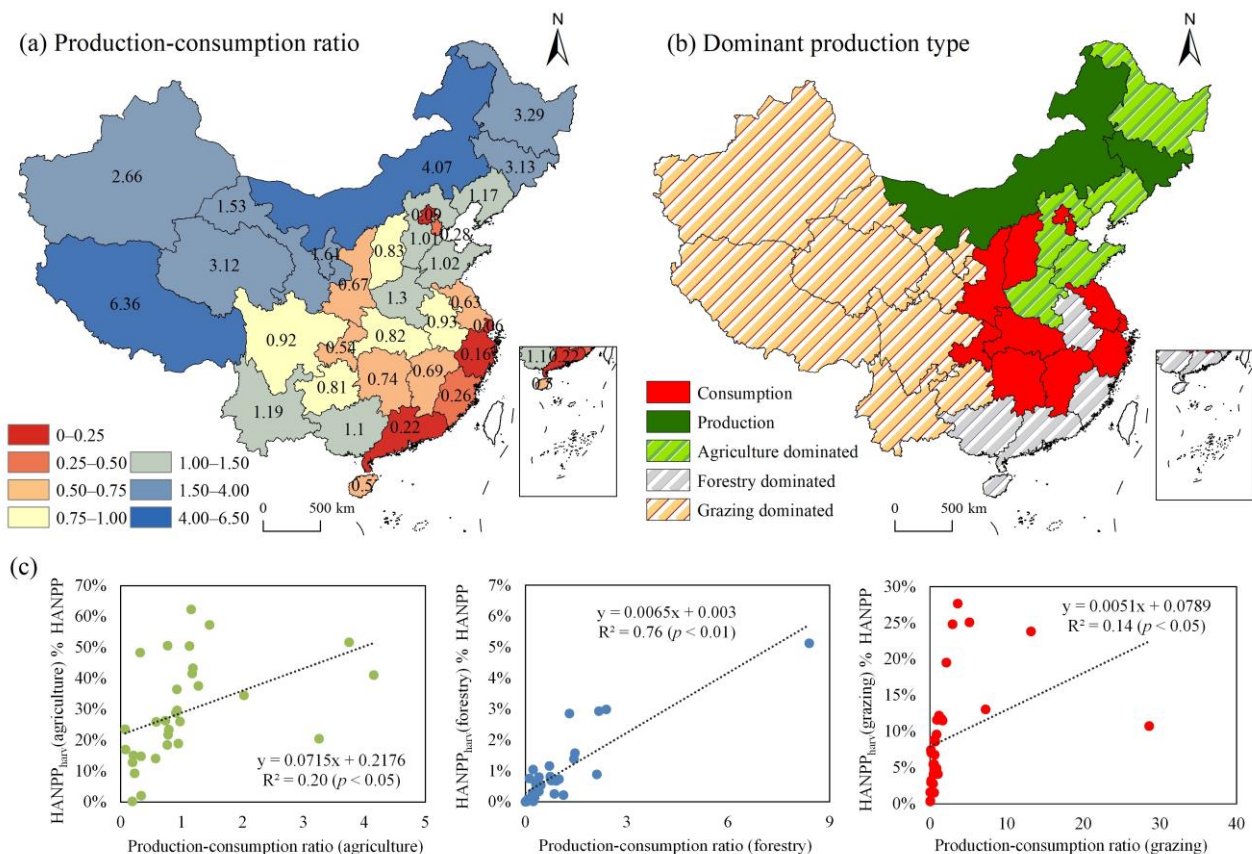 (a) Production-consumption ratio
N
3.29
2.66
4.07
3.13
1.17
1.53
0.09
0.28
1.01
1.61
0.83
3.12
1.02
0.67
6.36
1.3
0.63
0.93
0.06
0.92
0.82
0.54
0.16
0.69
0.74
0.81
0.26
1.19
1.1
0.22
0.5
1.1
0.22
0.5
0–0.25
0.25–0.50
1.00–1.50
0.50–0.75
1.50–4.00
0.75–1.00
4.00–6.50
0 500 km
(b) Dominant production type
N
Consumption
Production
Agriculture dominated
Forestry dominated
Grazing dominated
0 500 km
(c)
HANPPharv(agriculture) % HANPP
70%
60%
50%
40%
30%
20%
10%
0%
y = 0.0715x + 0.2176
R² = 0.20 (p < 0.05)
0 1 2 3 4 5
Production-consumption ratio (agriculture)
HANPPharv(forestry) % HANPP
7%
6%
5%
4%
3%
2%
1%
0%
y = 0.0065x + 0.003
R² = 0.76 (p < 0.01)
0 3 6 9
Production-consumption ratio (forestry)
HANPPharv(grazing) % HANPP
30%
25%
20%
15%
10%
5%
0%
y = 0.0051x + 0.0789
R² = 0.14 (p < 0.05)
0 10 20 30 40
Production-consumption ratio (grazing)